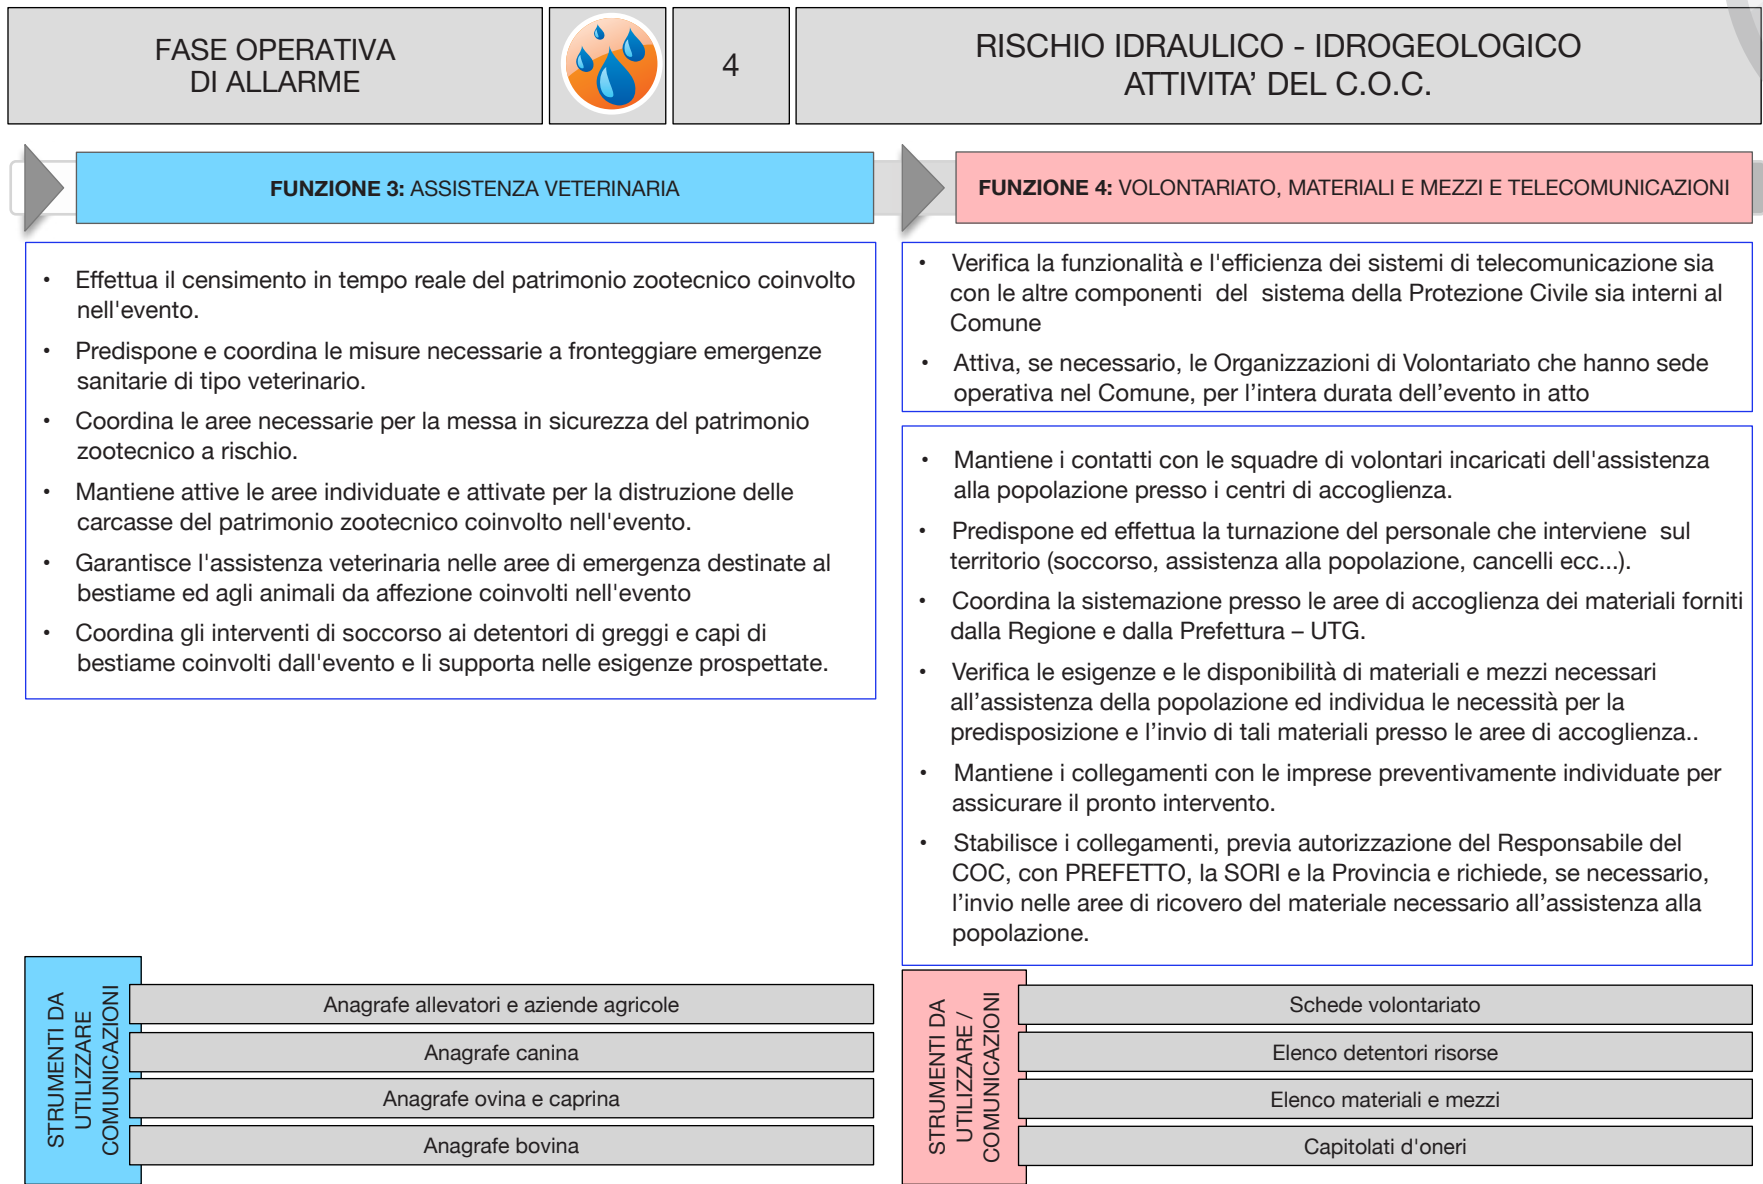 FASE OPERATIVA
DI ALLARME
4
RISCHIO IDRAULICO - IDROGEOLOGICO
ATTIVITA’ DEL C.O.C.
FUNZIONE 3: ASSISTENZA VETERINARIA
• Effettua il censimento in tempo reale del patrimonio zootecnico coinvolto
nell'evento.
• Predispone e coordina le misure necessarie a fronteggiare emergenze
sanitarie di tipo veterinario.
• Coordina le aree necessarie per la messa in sicurezza del patrimonio
zootecnico a rischio.
• Mantiene attive le aree individuate e attivate per la distruzione delle
carcasse del patrimonio zootecnico coinvolto nell'evento.
• Garantisce l'assistenza veterinaria nelle aree di emergenza destinate al
bestiame ed agli animali da affezione coinvolti nell'evento
• Coordina gli interventi di soccorso ai detentori di greggi e capi di
bestiame coinvolti dall'evento e li supporta nelle esigenze prospettate.
STRUMENTI DA
UTILIZZARE
COMUNICAZIONI
Anagrafe allevatori e aziende agricole
Anagrafe canina
Anagrafe ovina e caprina
Anagrafe bovina
FUNZIONE 4: VOLONTARIATO, MATERIALI E MEZZI E TELECOMUNICAZIONI
• Verifica la funzionalità e l'efficienza dei sistemi di telecomunicazione sia
con le altre componenti del sistema della Protezione Civile sia interni al
Comune
• Attiva, se necessario, le Organizzazioni di Volontariato che hanno sede
operativa nel Comune, per l’intera durata dell’evento in atto
• Mantiene i contatti con le squadre di volontari incaricati dell'assistenza
alla popolazione presso i centri di accoglienza.
• Predispone ed effettua la turnazione del personale che interviene sul
territorio (soccorso, assistenza alla popolazione, cancelli ecc...).
• Coordina la sistemazione presso le aree di accoglienza dei materiali forniti
dalla Regione e dalla Prefettura – UTG.
• Verifica le esigenze e le disponibilità di materiali e mezzi necessari
all’assistenza della popolazione ed individua le necessità per la
predisposizione e l’invio di tali materiali presso le aree di accoglienza..
• Mantiene i collegamenti con le imprese preventivamente individuate per
assicurare il pronto intervento.
• Stabilisce i collegamenti, previa autorizzazione del Responsabile del
COC, con PREFETTO, la SORI e la Provincia e richiede, se necessario,
l’invio nelle aree di ricovero del materiale necessario all’assistenza alla
popolazione.
STRUMENTI DA
UTILIZZARE /
COMUNICAZIONI
Schede volontariato
Elenco detentori risorse
Elenco materiali e mezzi
Capitolati d'oneri